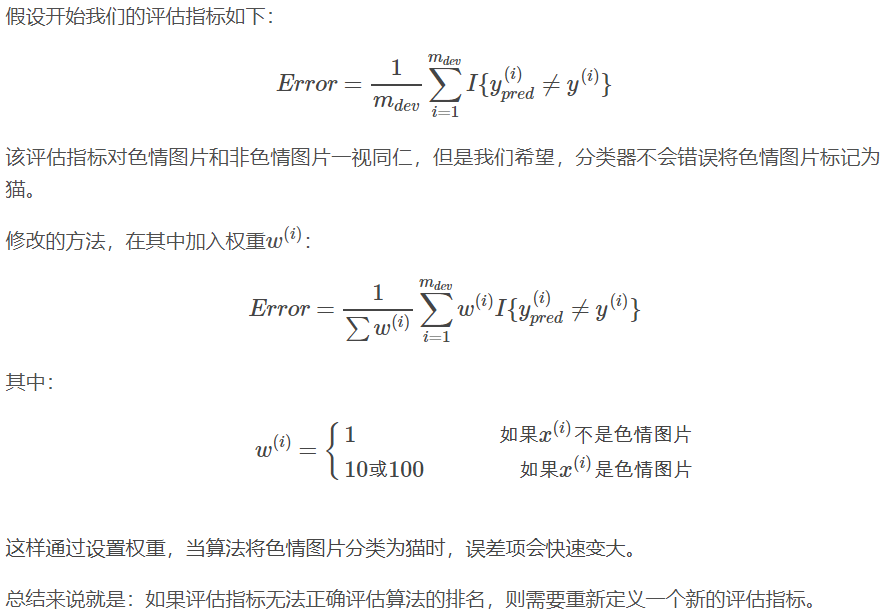 假设开始我们的评估指标如下：
$Error = \frac{1}{m_{dev}} \sum_{i=1}^{m_{dev}} I\{y_{pred}^{(i)} \neq y^{(i)}\}$
该评估指标对色情图片和非色情图片一视同仁，但是我们希望，分类器不会错误将色情图片标记为
猫。
修改的方法，在其中加入权重$w^{(i)}$：
$Error = \frac{1}{\sum w^{(i)}} \sum_{i=1}^{m_{dev}} w^{(i)} I\{y_{pred}^{(i)} \neq y^{(i)}\}$
其中：
$w^{(i)} = \begin{cases} 1 & 如果x^{(i)}不是色情图片 \\ 10或100 & 如果x^{(i)}是色情图片 \end{cases}$
这样通过设置权重，当算法将色情图片分类为猫时，误差项会快速变大。
总结来说就是：如果评估指标无法正确评估算法的排名，则需要重新定义一个新的评估指标。